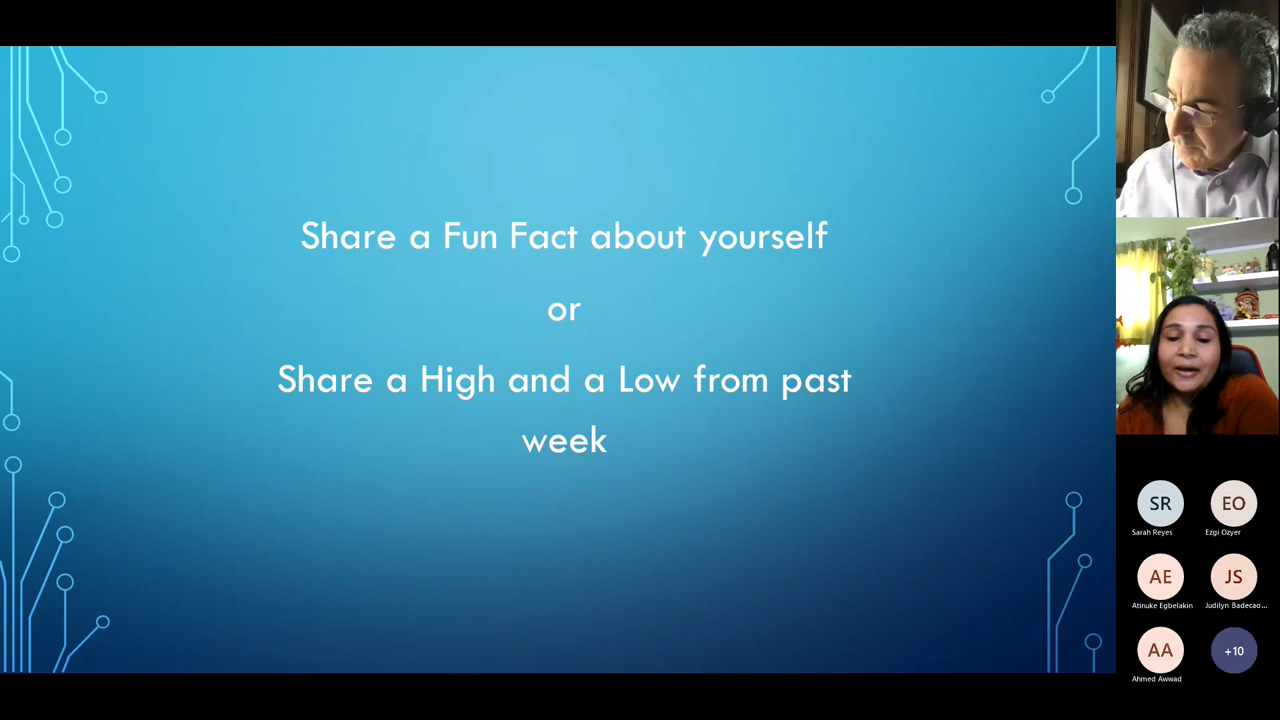 Share a Fun Fact about yourself
or
Share a High and a Low from past
week
SR
EO
Sarah Reyes
Ezgi Ozyer
AE
JS
Atinuke Egbelakin
Judilyn Badecao...
AA
+10
Ahmed Awwad